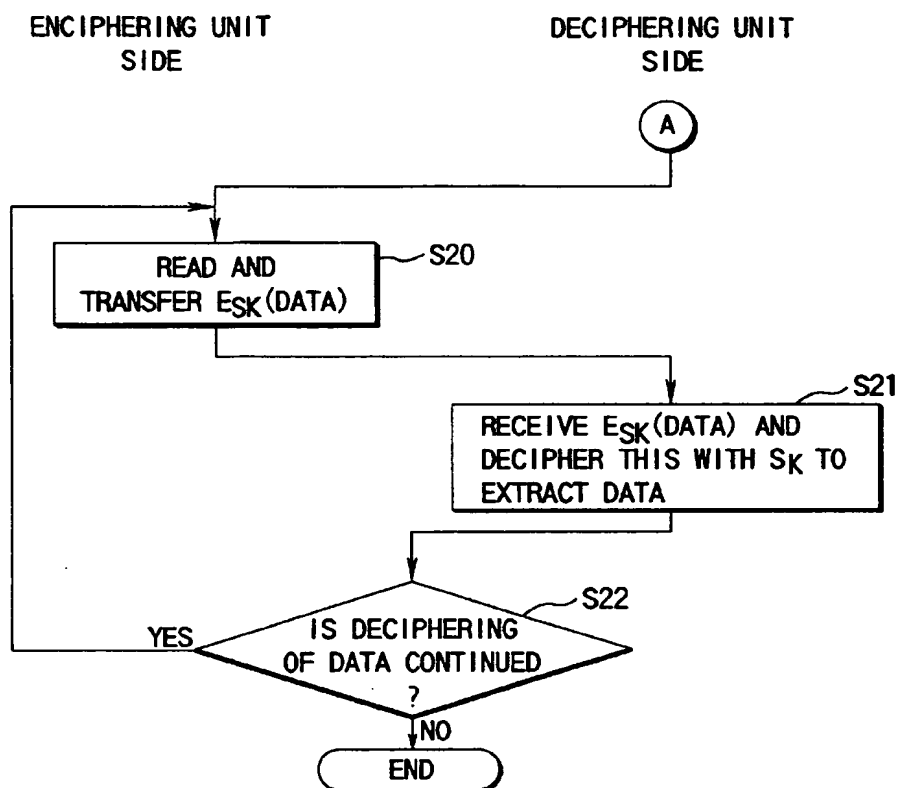 ENCIPHERING UNIT
SIDE
DECIPHERING UNIT
SIDE
A
READ AND
TRANSFER ESK(DATA)
S20
S21
RECEIVE ESK(DATA) AND
DECIPHER THIS WITH SK TO
EXTRACT DATA
S22
YES
IS DECIPHERING
OF DATA CONTINUED
?
NO
END